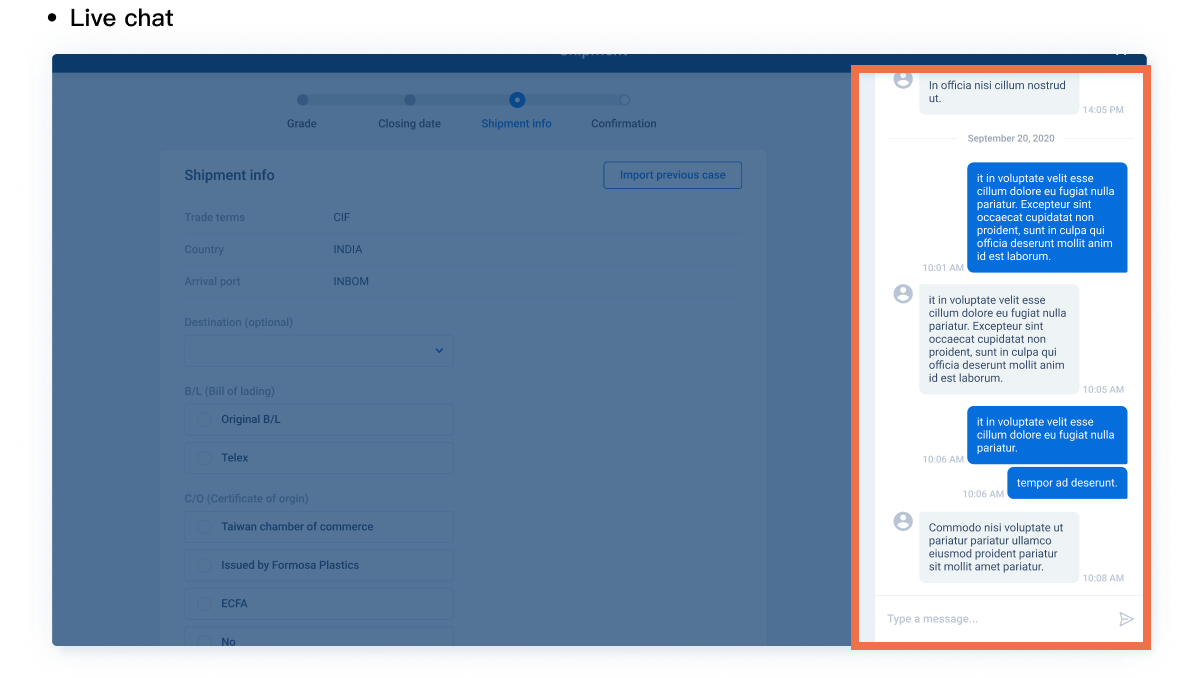 • Live chat
Shipment
Grade
Closing date
Shipment info
Confirmation
Shipment info
Import previous case
Trade terms
CIF
Country
INDIA
Arrival port
INBOM
Destination (optional)
B/L (Bill of lading)
Original B/L
Telex
C/O (Certificate of orgin)
Taiwan chamber of commerce
Issued by Formosa Plastics
ECFA
No
In officia nisi cillum nostrud
ut.
14:05 PM
September 20, 2020
it in voluptate velit esse
cillum dolore eu fugiat nulla
pariatur. Excepteur sint
occaecat cupidatat non
proident, sunt in culpa qui
officia deserunt mollit anim
id est laborum.
10:01 AM
it in voluptate velit esse
cillum dolore eu fugiat nulla
pariatur. Excepteur sint
occaecat cupidatat non
proident, sunt in culpa qui
officia deserunt mollit anim
id est laborum.
10:05 AM
it in voluptate velit esse
cillum dolore eu fugiat nulla
pariatur.
10:06 AM
tempor ad deserunt.
10:06 AM
Commodo nisi voluptate ut
pariatur pariatur ullamco
eiusmod proident pariatur
sit mollit amet pariatur.
10:08 AM
Type a message...